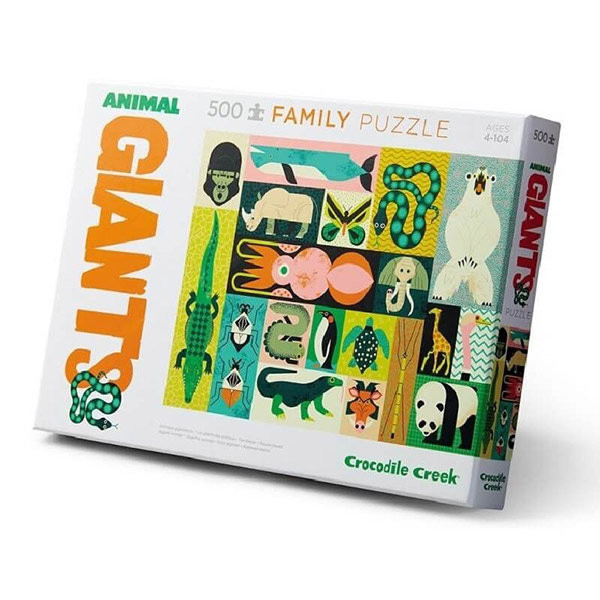 ANIMAL
GIANTS
500 FAMILY PUZZLE
AGES
4-104
Crocodile Creek®
500
ANIMAL
GIANTS
PUZZLE
Crocodile
Creek